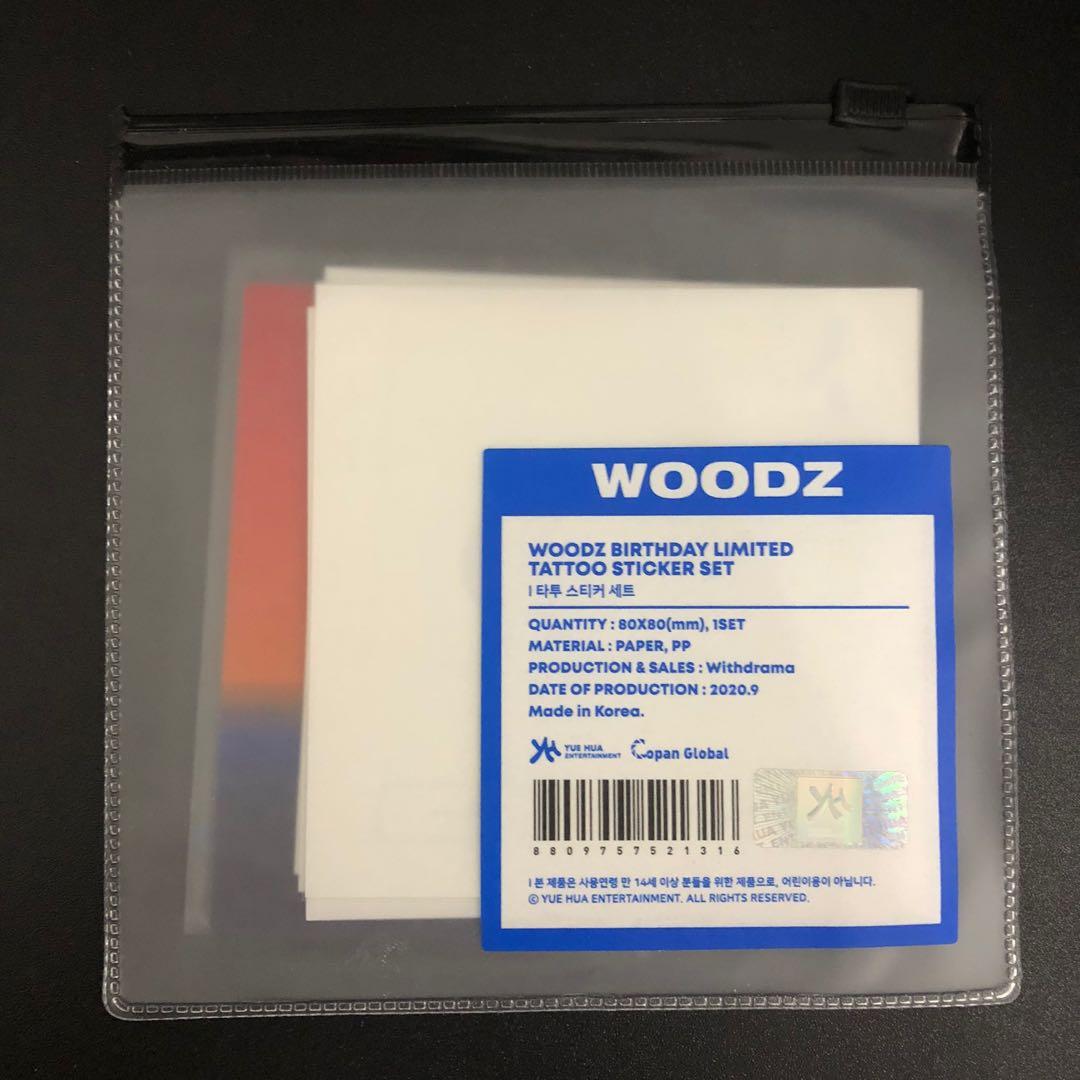 WOODZ
WOODZ BIRTHDAY LIMITED
TATTOO STICKER SET
I 타투 스티커 세트
QUANTITY : 80X80(mm), 1SET
MATERIAL : PAPER, PP
PRODUCTION & SALES : Withdrama
DATE OF PRODUCTION : 2020.9
Made in Korea.
YUE HUA
ENTERTAINMENT
Copan Global
8809757521316
I 본 제품은 사용연령 만 14세 이상 분들을 위한 제품으로, 어린이용이 아닙니다.
© YUE HUA ENTERTAINMENT. ALL RIGHTS RESERVED.